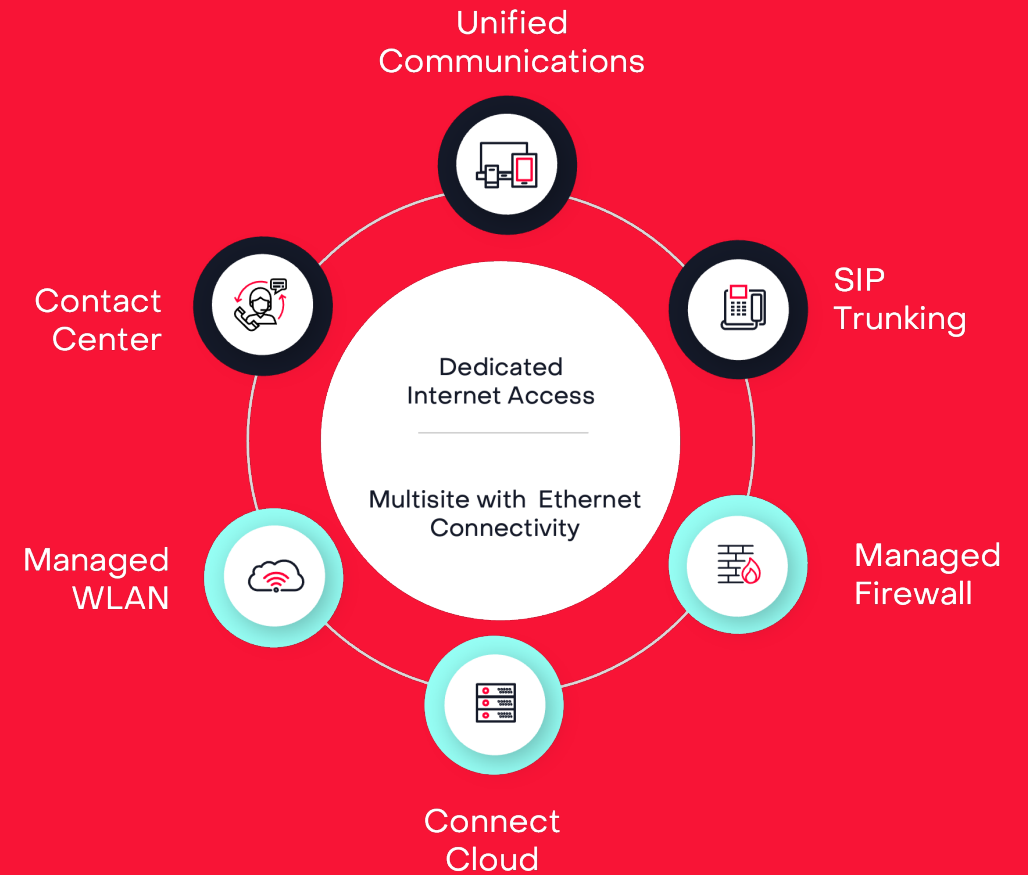 Unified
Communications
SIP
Trunking
Contact
Center
Dedicated
Internet Access
Multisite with Ethernet
Connectivity
Managed
WLAN
Managed
Firewall
Connect
Cloud